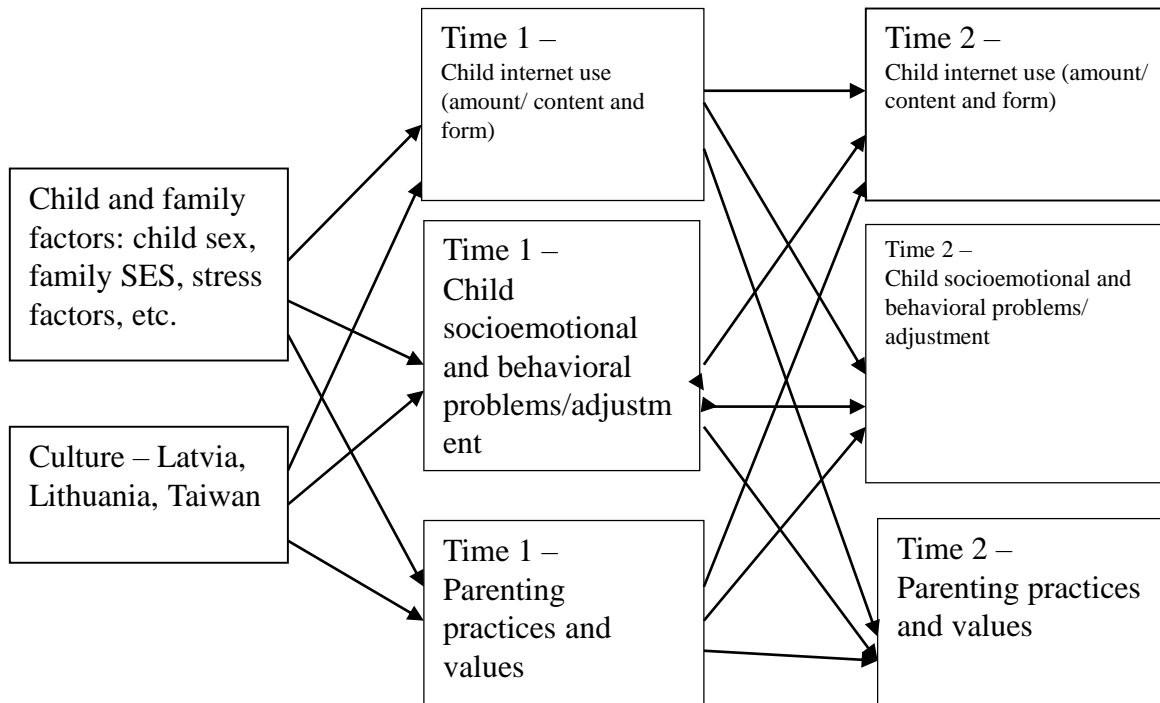 Child and family
factors: child sex,
family SES, stress
factors, etc.
Culture – Latvia,
Lithuania, Taiwan
Time 1 –
Child internet use
(amount/ content and
form)
Time 1 –
Child
socioemotional
and behavioral
problems/adjustm
ent
Time 1 –
Parenting
practices and
values
Time 2 –
Child internet use (amount/
content and form)
Time 2 –
Child socioemotional and
behavioral problems/
adjustment
Time 2 –
Parenting practices
and values